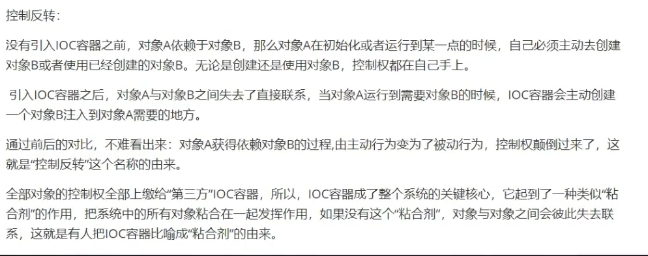 控制反转：
没有引入IOC容器之前，对象A依赖于对象B，那么对象A在初始化或者运行到某一点的时候，自己必须主动去创建
对象B或者使用已经创建的对象B。无论是创建还是使用对象B，控制权都在自己手上。
引入IOC容器之后，对象A与对象B之间失去了直接联系，当对象A运行到需要对象B的时候，IOC容器会主动创建
一个对象B注入到对象A需要的地方。
通过前后的对比，不难看出来：对象A获得依赖对象B的过程,由主动行为变为了被动行为，控制权颠倒过来了，这
就是“控制反转”这个名称的由来。
全部对象的控制权全部上缴给“第三方”IOC容器，所以，IOC容器成了整个系统的关键核心，它起到了一种类似“粘
合剂”的作用，把系统中的所有对象粘合在一起发挥作用，如果没有这个“粘合剂”，对象与对象之间会彼此失去联
系，这就是有人把IOC容器比喻成“粘合剂”的由来。